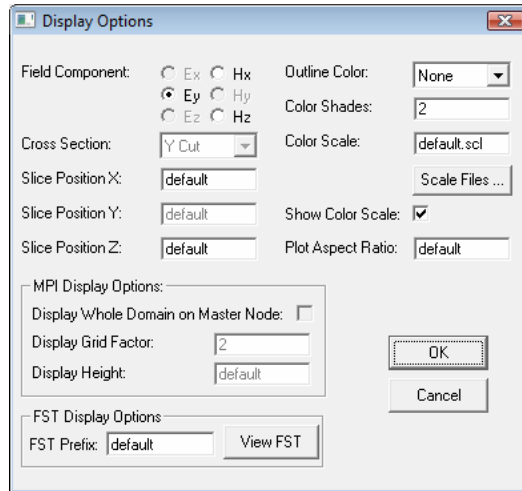 Display Options
Field Component:
Ex Hx
Ey Hy
Ez Hz
Cross Section: Y Cut
Slice Position X: default
Slice Position Y: default
Slice Position Z: default
Outline Color: None
Color Shades: 2
Color Scale: default.scl
Scale Files ...
Show Color Scale:
Plot Aspect Ratio: default
MPI Display Options:
Display Whole Domain on Master Node:
Display Grid Factor: 2
Display Height: default
OK
Cancel
FST Display Options
FST Prefix: default View FST